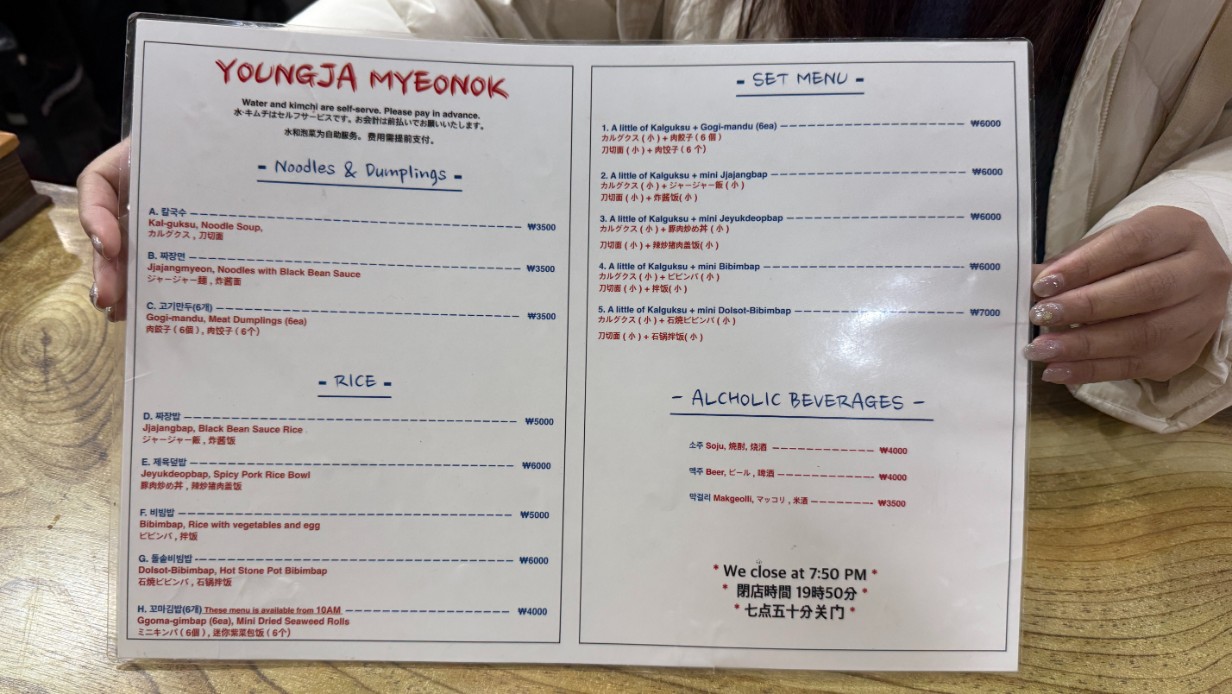 YOUNGJA MYEONOK
Water and kimchi are self-serve. Please pay in advance.
水·キムチはセルフサービスです。お会計は前払いでお願いいたします。
水和泡菜为自助服务、费用需提前支付。
- Noodles & Dumplings -
A. 칼국수 ₩3500
Kal-guksu, Noodle Soup,
カルグクス , 刀切面
B. 짜장면 ₩3500
Jjajangmyeon, Noodles with Black Bean Sauce
ジャージャー麺 , 炸酱面
C. 고기만두(6개) ₩3500
Gogi-mandu, Meat Dumplings (6ea)
肉餃子 ( 6個 ) , 肉饺子 ( 6个 )
- RICE -
D. 짜장밥 ₩5000
Jjajangbap, Black Bean Sauce Rice
ジャージャー飯 , 炸酱饭
E. 제육덮밥 ₩6000
Jeyukdeopbap, Spicy Pork Rice Bowl
豚肉炒め丼 , 辣炒猪肉盖饭
F. 비빔밥 ₩5000
Bibimbap, Rice with vegetables and egg
ビビンバ , 拌饭
G. 돌솥비빔밥 ₩6000
Dolsot-Bibimbap, Hot Stone Pot Bibimbap
石焼ビビンバ , 石锅拌饭
H. 꼬마김밥(6개) These menu is available from 10AM ₩4000
Ggoma-gimbap (6ea), Mini Dried Seaweed Rolls
ミニキンパ ( 6個 ) , 迷你紫菜包饭 ( 6个 )
- SET MENU -
1. A little of Kalguksu + Gogi-mandu (6ea) ₩6000
カルグクス ( 小 ) + 肉餃子 ( 6 個 )
刀切面 ( 小 ) + 肉饺子 ( 6 个 )
2. A little of Kalguksu + mini Jjajangbap ₩6000
カルグクス ( 小 ) + ジャージャー飯 ( 小 )
刀切面 ( 小 ) + 炸酱饭( 小 )
3. A little of Kalguksu + mini Jeyukdeopbap ₩6000
カルグクス ( 小 ) + 豚肉炒め丼 ( 小 )
刀切面 ( 小 ) + 辣炒猪肉盖饭( 小 )
4. A little of Kalguksu + mini Bibimbap ₩6000
カルグクス ( 小 ) + ビビンバ ( 小 )
刀切面 ( 小 ) + 拌饭( 小 )
5. A little of Kalguksu + mini Dolsot-Bibimbap ₩7000
カルグクス ( 小 ) + 石焼ビビンバ ( 小 )
刀切面 ( 小 ) + 石锅拌饭( 小 )
- ALCHOLIC BEVERAGES -
소주 Soju, 焼酎, 烧酒 ₩4000
맥주 Beer, ビール , 啤酒 ₩4000
막걸리 Makgeolli, マッコリ , 米酒 ₩3500
* We close at 7:50 PM *
* 閉店時間 19時50分 *
* 七点五十分关门 *